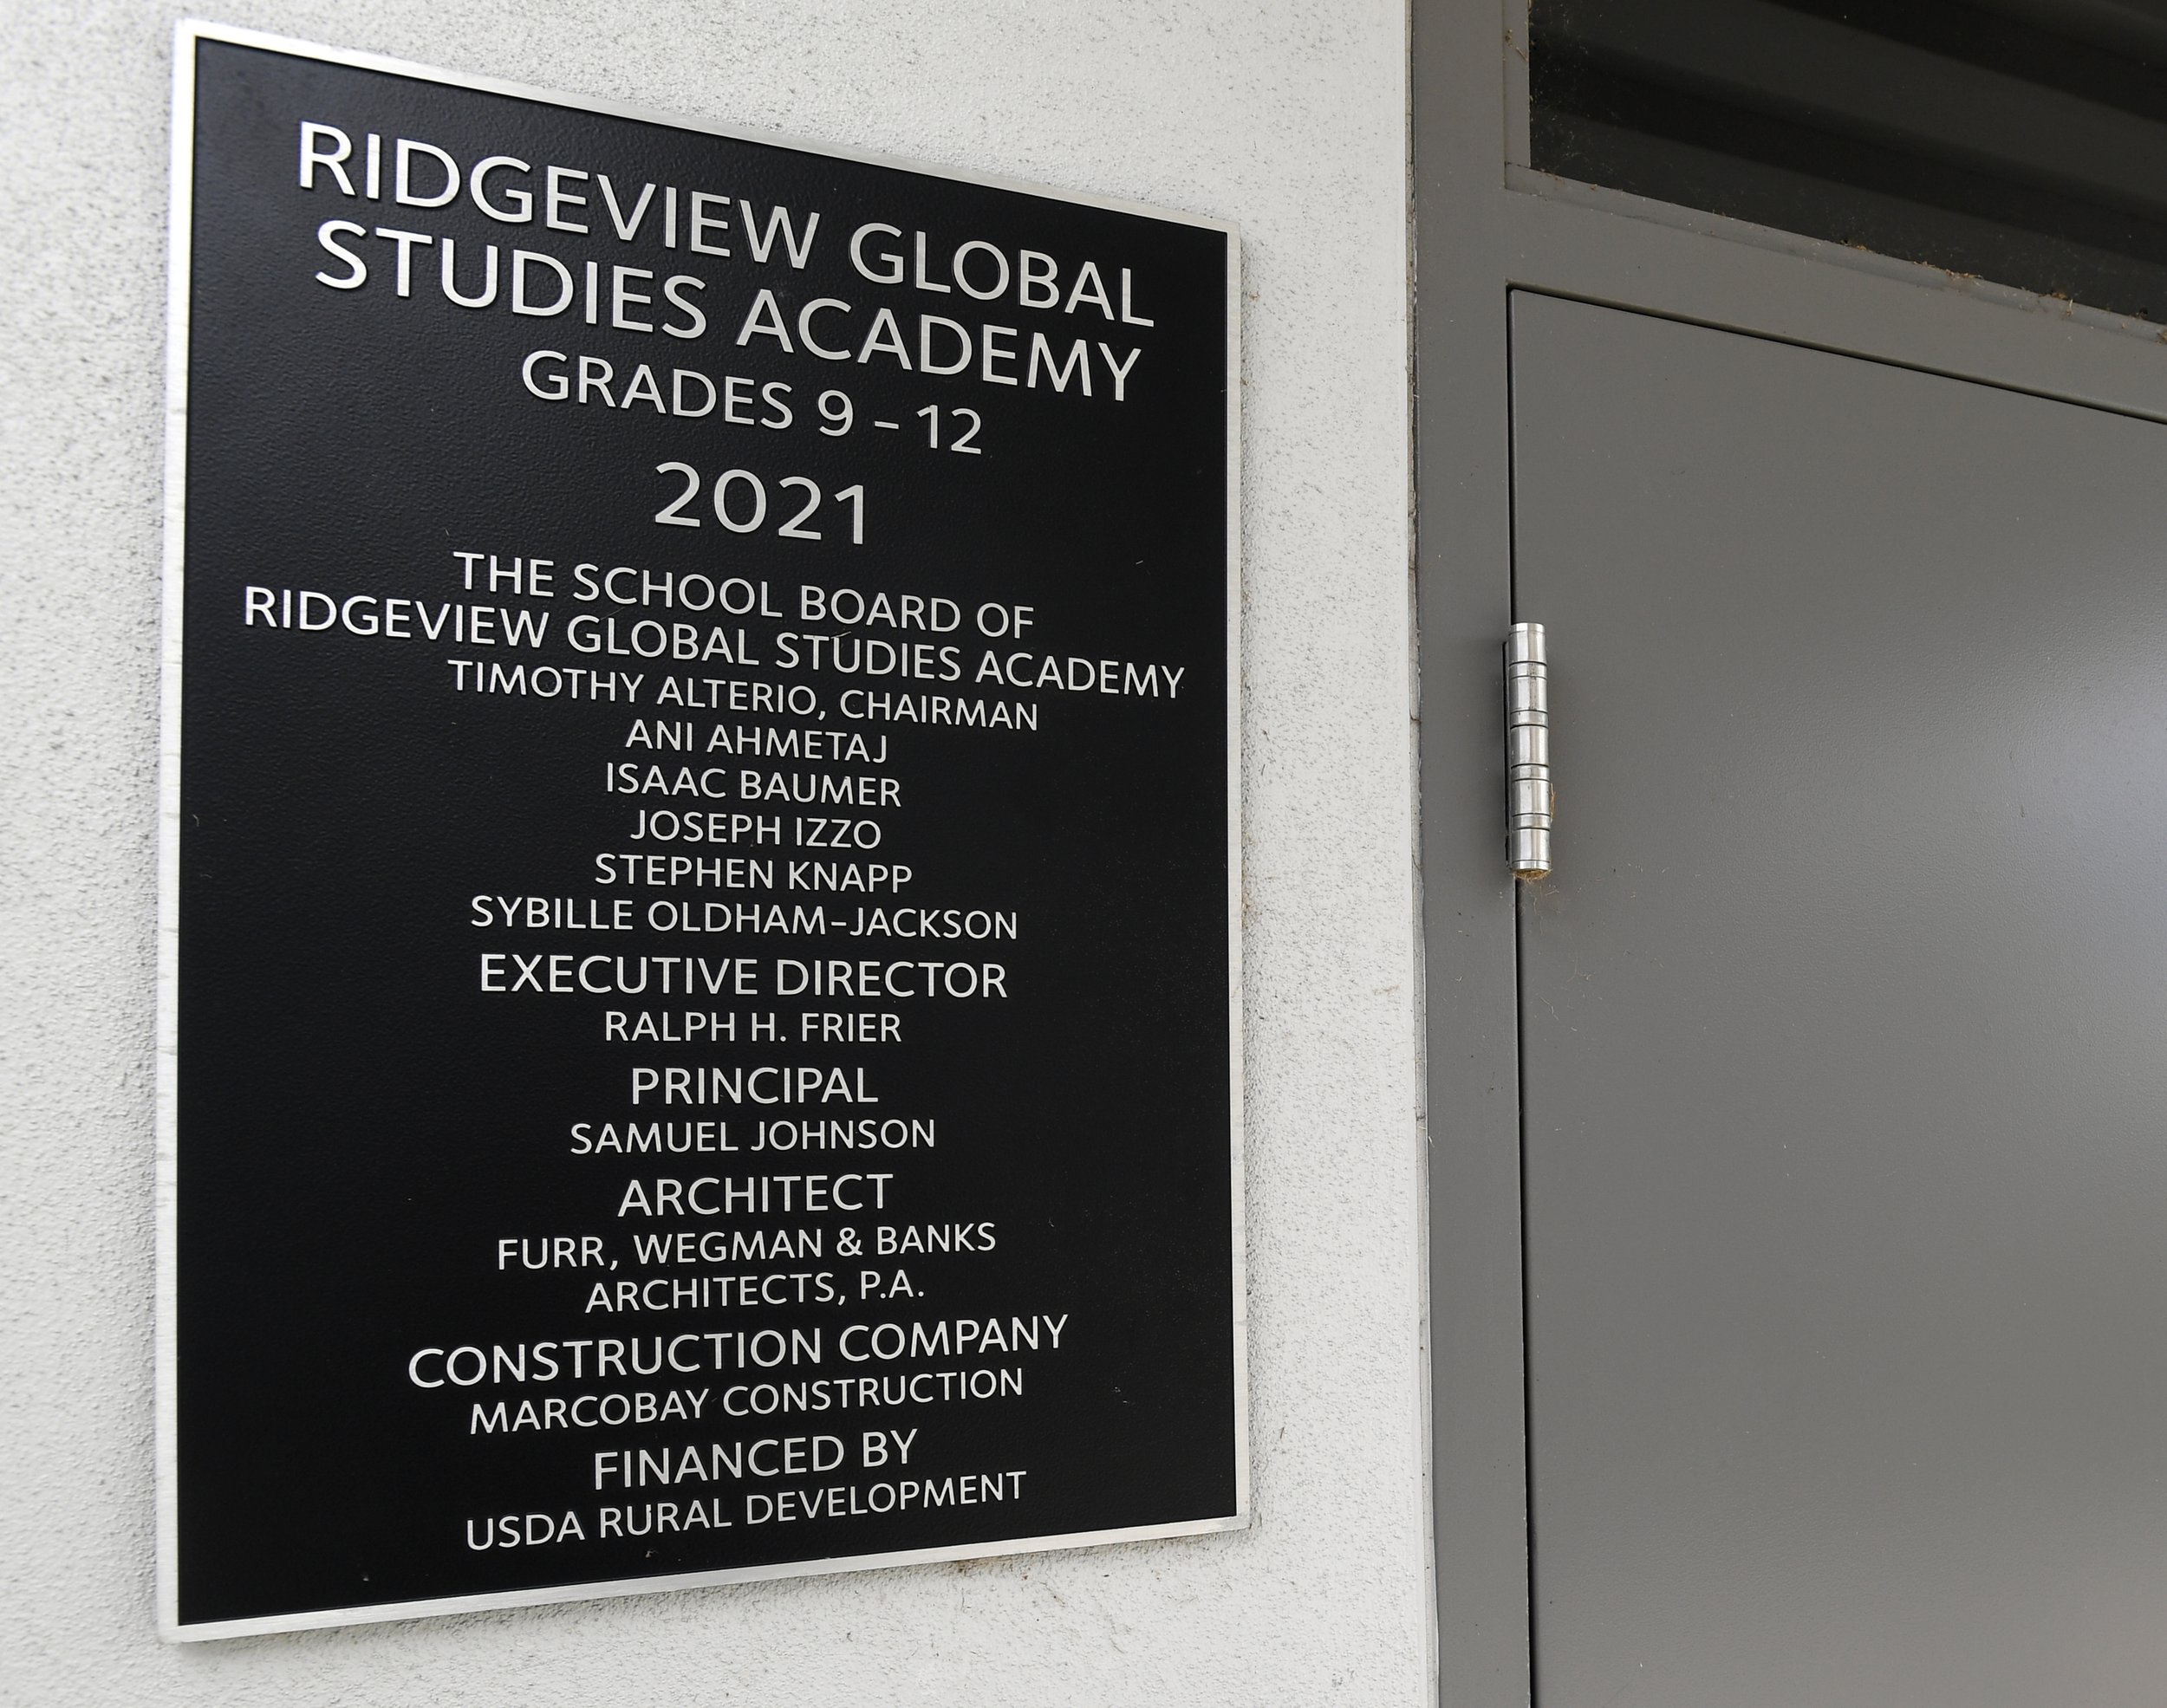 RIDGEVIEW GLOBAL
STUDIES ACADEMY
GRADES 9 – 12
2021
THE SCHOOL BOARD OF
RIDGEVIEW GLOBAL STUDIES ACADEMY
TIMOTHY ALTERIO, CHAIRMAN
ANI AHMETAJ
ISAAC BAUMER
JOSEPH IZZO
STEPHEN KNAPP
SYBILLE OLDHAM–JACKSON
EXECUTIVE DIRECTOR
RALPH H. FRIER
PRINCIPAL
SAMUEL JOHNSON
ARCHITECT
FURR, WEGMAN & BANKS
ARCHITECTS, P.A.
CONSTRUCTION COMPANY
MARCOBAY CONSTRUCTION
FINANCED BY
USDA RURAL DEVELOPMENT